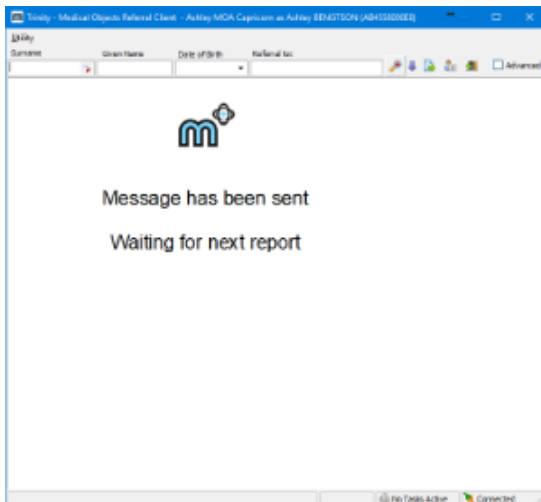 Trinity - Medical Objects Referral Client - Ashley MOA Capricorn as Ashley BENGTSON
Utility
Surname Given Name Date of Birth Referral to:
Advanced
Message has been sent
Waiting for next report
No Tasks Active Connected